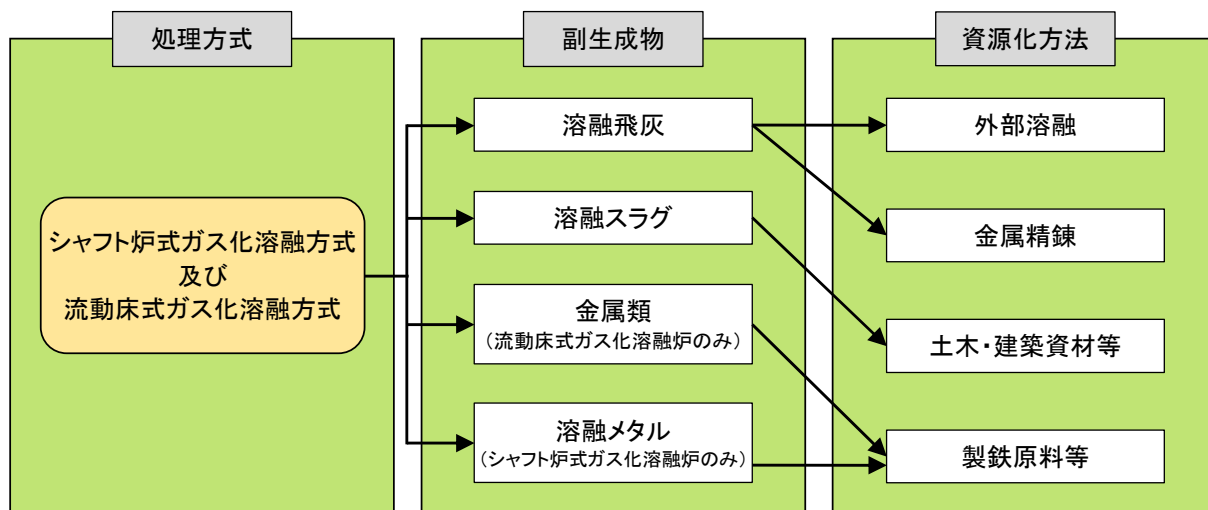 処理方式
シャフト炉式ガス化溶融方式
及び
流動床式ガス化溶融方式
副生成物
溶融飛灰
溶融スラグ
金属類
（流動床式ガス化溶融炉のみ）
溶融メタル
（シャフト炉式ガス化溶融炉のみ）
資源化方法
外部溶融
金属精錬
土木・建築資材等
製鉄原料等